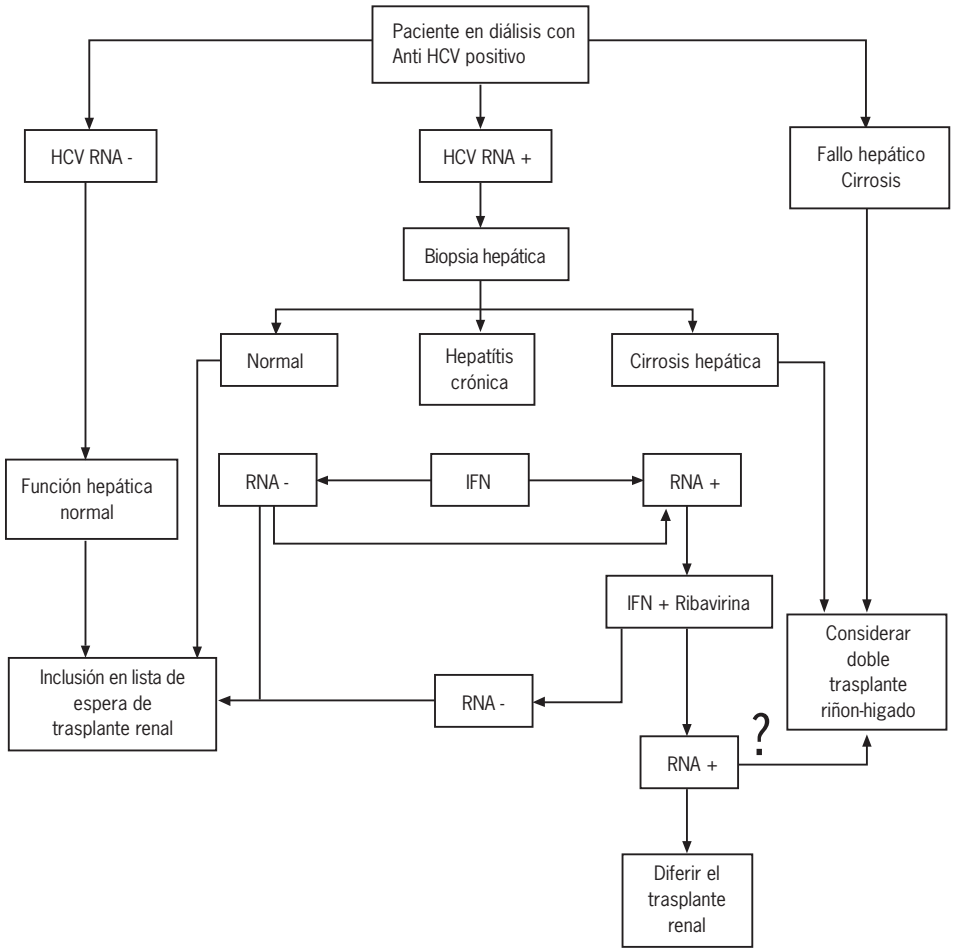 Paciente en diálisis con
Anti HCV positivo
HCV RNA -
HCV RNA +
Fallo hepático
Cirrosis
Biopsia hepática
Normal
Hepatítis
crónica
Cirrosis hepática
RNA -
IFN
RNA +
Función hepática
normal
IFN + Ribavirina
Considerar
doble
trasplante
riñon-higado
Inclusión en lista de
espera de
trasplante renal
RNA -
?
RNA +
Diferir el
trasplante
renal